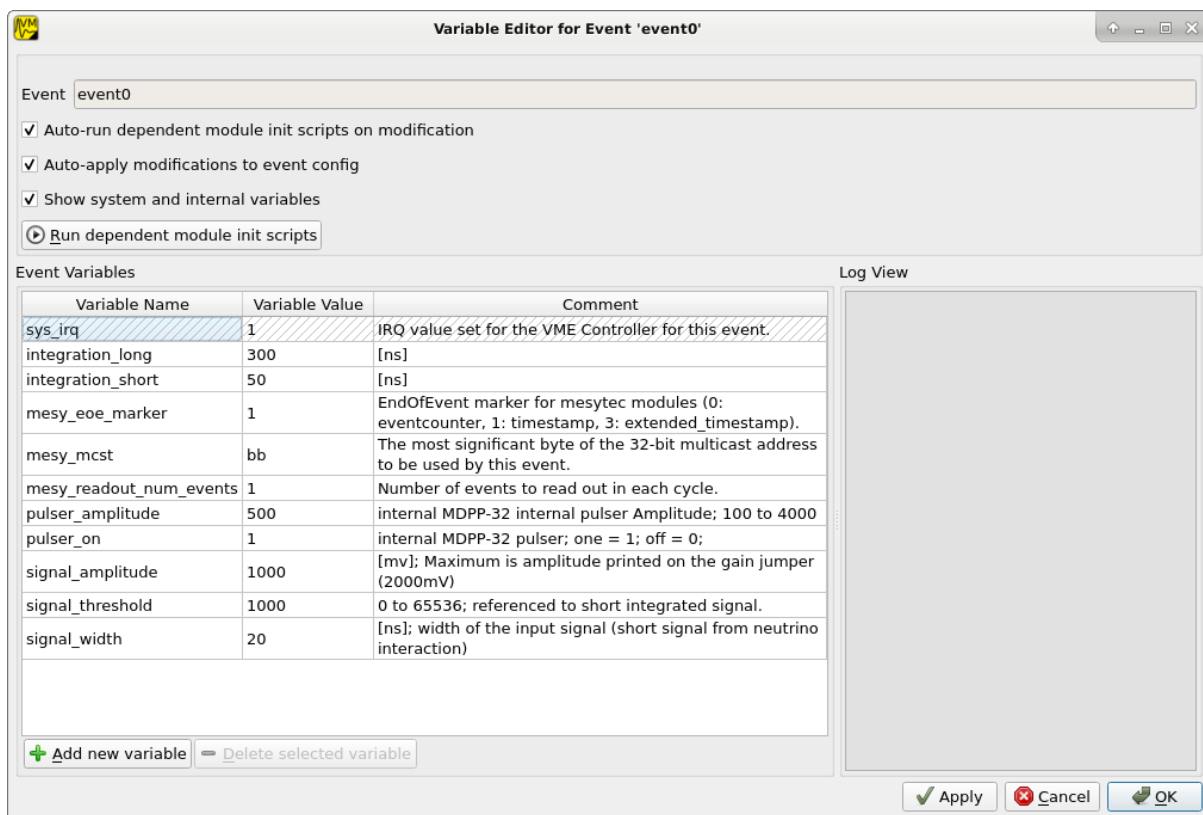 VM
Variable Editor for Event 'event0'
Event event0
Auto-run dependent module init scripts on modification
Auto-apply modifications to event config
Show system and internal variables
Run dependent module init scripts
Event Variables
Log View
Variable Name Variable Value Comment
sys_irq 1 IRQ value set for the VME Controller for this event.
integration_long 300 [ns]
integration_short 50 [ns]
mesy_eoe_marker 1 EndOfEvent marker for mesytec modules (0:
eventcounter, 1: timestamp, 3: extended_timestamp).
mesy_mcst bb The most significant byte of the 32-bit multicast address
to be used by this event.
mesy_readout_num_events 1 Number of events to read out in each cycle.
pulser_amplitude 500 internal MDPP-32 internal pulser Amplitude; 100 to 4000
pulser_on 1 internal MDPP-32 pulser; one = 1; off = 0;
signal_amplitude 1000 [mv]; Maximum is amplitude printed on the gain jumper
(2000mV)
signal_threshold 1000 0 to 65536; referenced to short integrated signal.
signal_width 20 [ns]; width of the input signal (short signal from neutrino
interaction)
Add new variable Delete selected variable
Apply Cancel OK